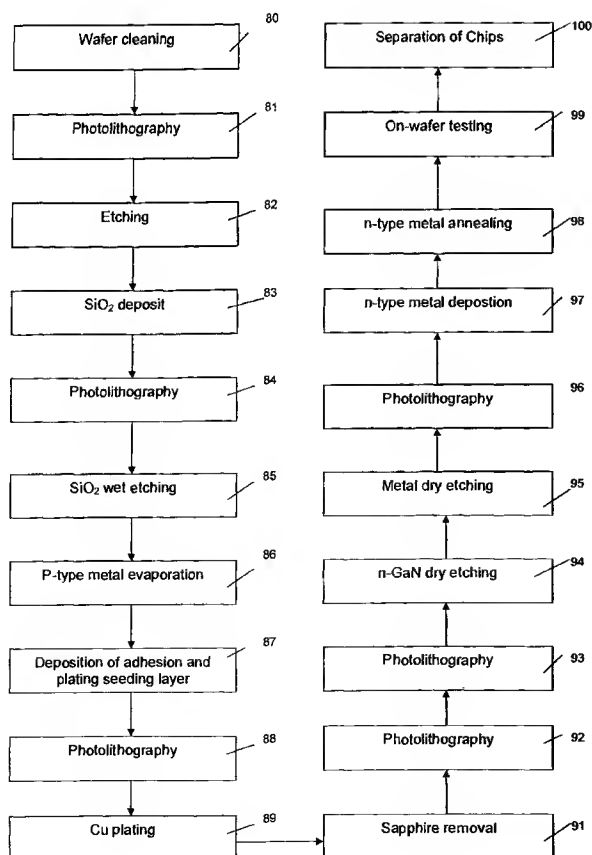 Wafer cleaning
80
Photolithography
81
Etching
82
SiO₂ deposit
83
Photolithography
84
SiO₂ wet etching
85
P-type metal evaporation
86
Deposition of adhesion and
plating seeding layer
87
Photolithography
88
Cu plating
89
Sapphire removal
91
Photolithography
92
Photolithography
93
n-GaN dry etching
94
Metal dry etching
95
Photolithography
96
n-type metal depostion
97
n-type metal annealing
98
On-wafer testing
99
Separation of Chips
100